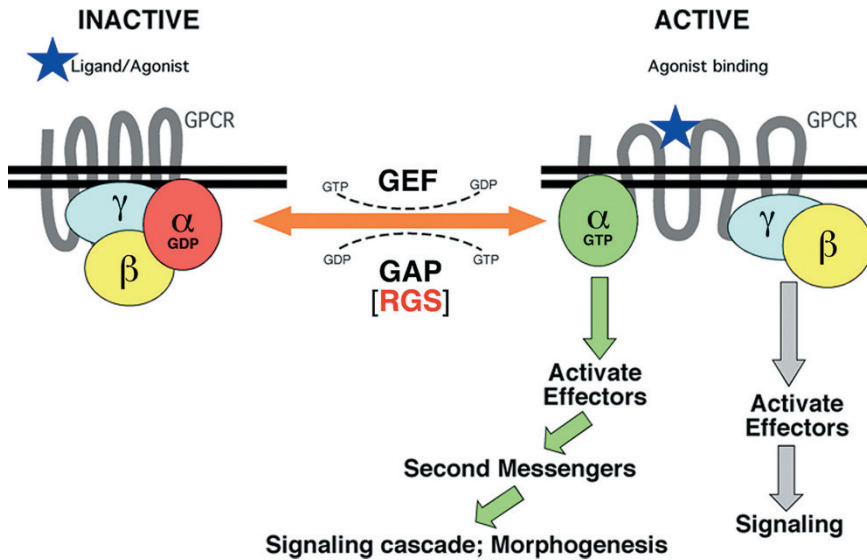 INACTIVE
Ligand/Agonist
GPCR
γ
α
GDP
β
GTP
GEF
GDP
GDP
GAP
GTP
[RGS]
ACTIVE
Agonist binding
GPCR
α
GTP
γ
β
Activate
Effectors
Second Messengers
Signaling cascade; Morphogenesis
Activate
Effectors
Signaling